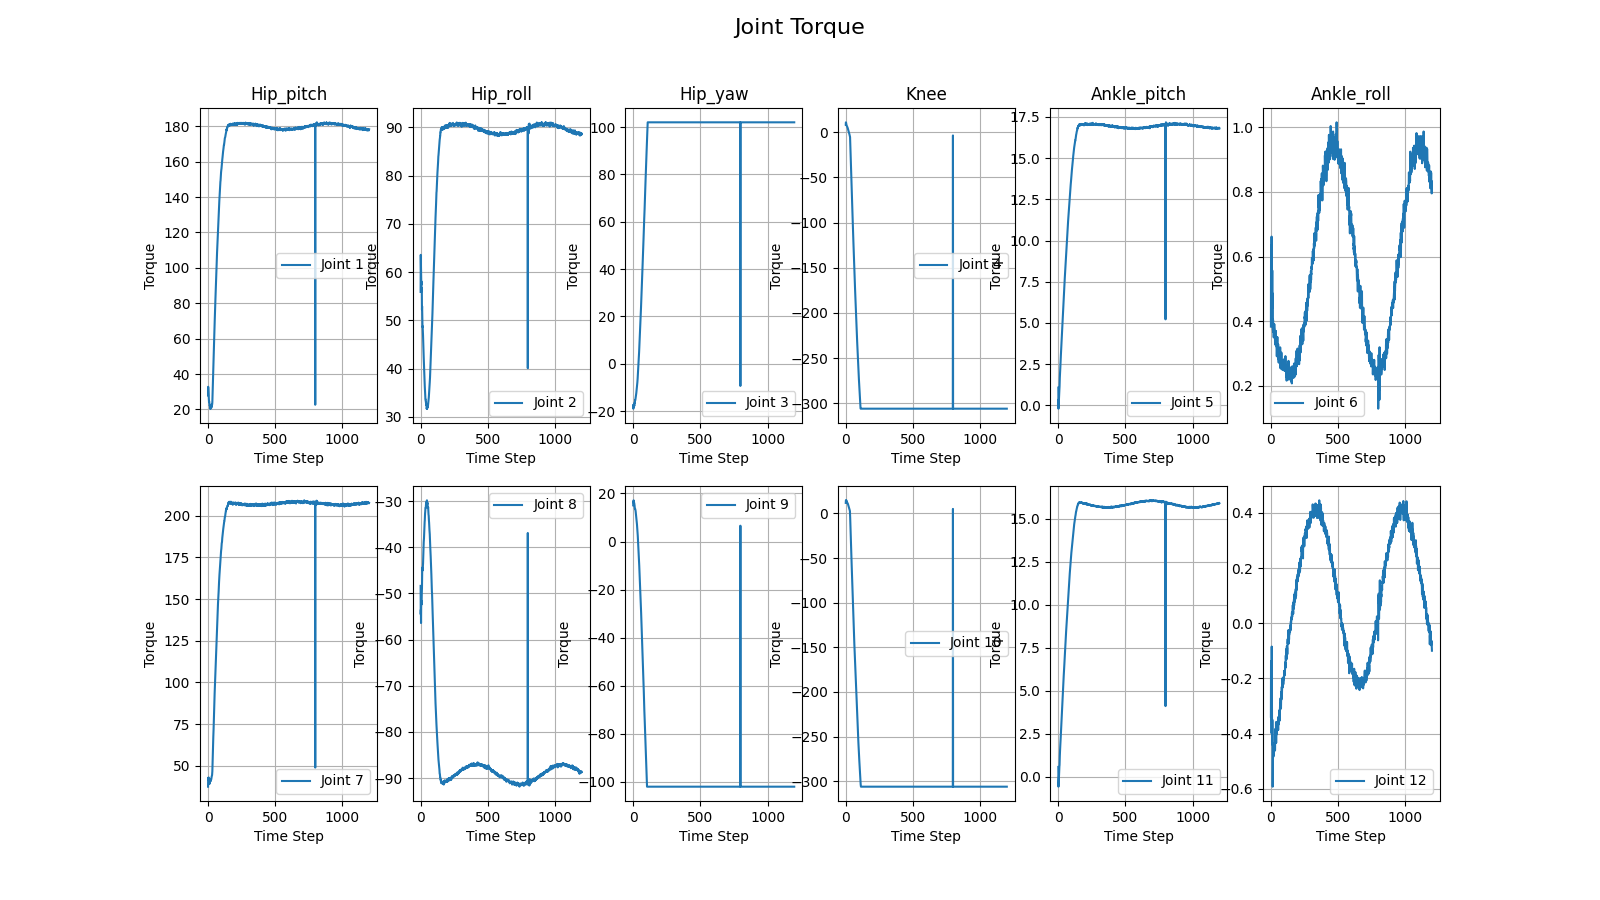 Joint Torque
Hip_pitch
Hip_roll
Hip_yaw
Knee
Ankle_pitch
Ankle_roll
Torque
180
160
140
120
100
80
60
40
20
Joint 1
0 500 1000
Time Step
Torque
90
80
70
60
50
40
30
Joint 2
0 500 1000
Time Step
Torque
100
80
60
40
20
0
−20
Joint 3
0 500 1000
Time Step
Torque
0
−50
−100
−150
−200
−250
−300
Joint 4
0 500 1000
Time Step
Torque
17.5
15.0
12.5
10.0
7.5
5.0
2.5
0.0
Joint 5
0 500 1000
Time Step
Torque
1.0
0.8
0.6
0.4
0.2
Joint 6
0 500 1000
Time Step
Torque
200
175
150
125
100
75
50
Joint 7
0 500 1000
Time Step
Torque
−30
−40
−50
−60
−70
−80
−90
Joint 8
0 500 1000
Time Step
Torque
20
0
−20
−40
−60
−80
−100
Joint 9
0 500 1000
Time Step
Torque
0
−50
−100
−150
−200
−250
−300
Joint 10
0 500 1000
Time Step
Torque
15.0
12.5
10.0
7.5
5.0
2.5
0.0
Joint 11
0 500 1000
Time Step
Torque
0.4
0.2
0.0
−0.2
−0.4
−0.6
Joint 12
0 500 1000
Time Step